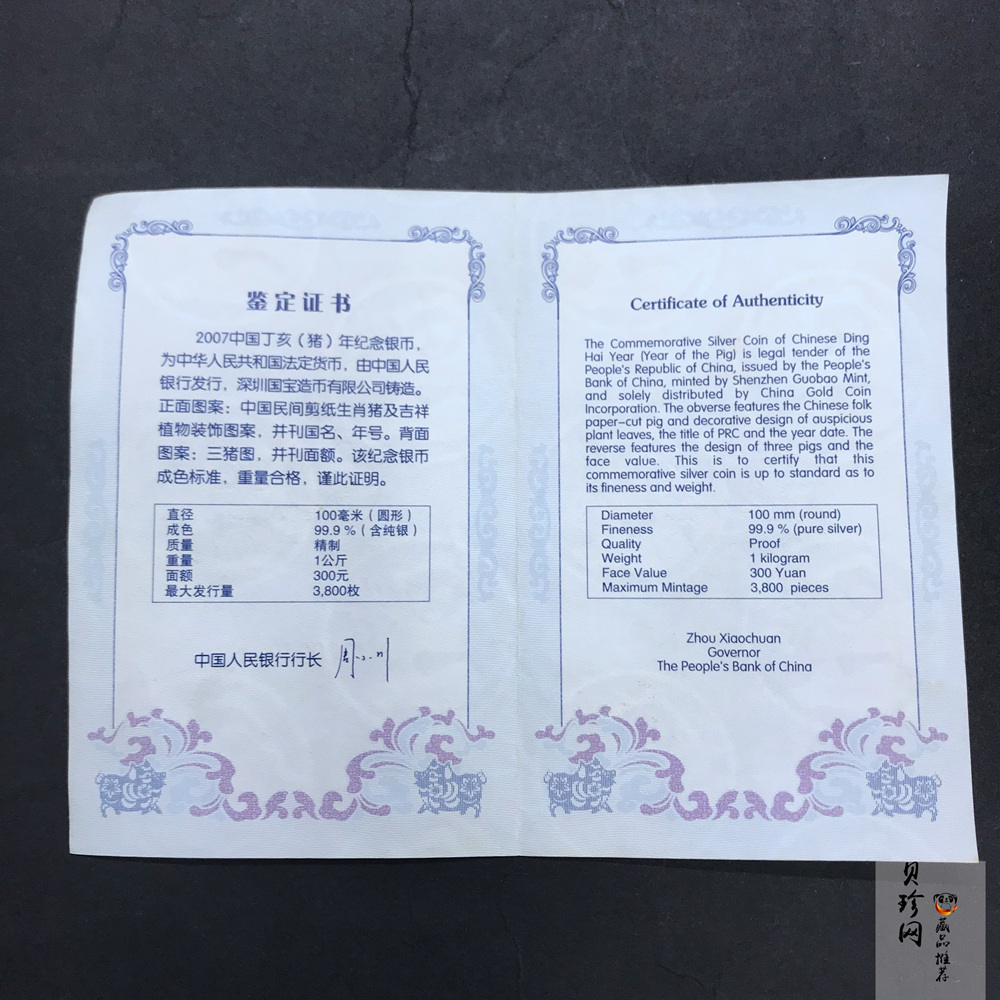 鉴定证书
2007中国丁亥（猪）年纪念银币，
为中华人民共和国法定货币，由中国人民
银行发行，深圳国宝造币有限公司铸造。
正面图案：中国民间剪纸生肖猪及吉祥
植物装饰图案，并刊国名、年号。背面
图案：三猪图，并刊面额。该纪念银币
成色标准，重量合格，谨此证明。
直径 100毫米（圆形）
成色 99.9 %（含纯银）
质量 精制
重量 1公斤
面额 300元
最大发行量 3,800枚
中国人民银行行长 周小川
Certificate of Authenticity
The Commemorative Silver Coin of Chinese Ding
Hai Year (Year of the Pig) is legal tender of the
People's Republic of China, issued by the People's
Bank of China, minted by Shenzhen Guobao Mint,
and solely distributed by China Gold Coin
Incorporation. The obverse features the Chinese folk
paper-cut pig and decorative design of auspicious
plant leaves, the title of PRC and the year date. The
reverse features the design of three pigs and the
face value. This is to certify that this
commemorative silver coin is up to standard as to
its fineness and weight.
Diameter 100 mm (round)
Fineness 99.9 % (pure silver)
Quality Proof
Weight 1 kilogram
Face Value 300 Yuan
Maximum Mintage 3,800 pieces
Zhou Xiaochuan
Governor
The People's Bank of China
贝珍网
藏品推荐